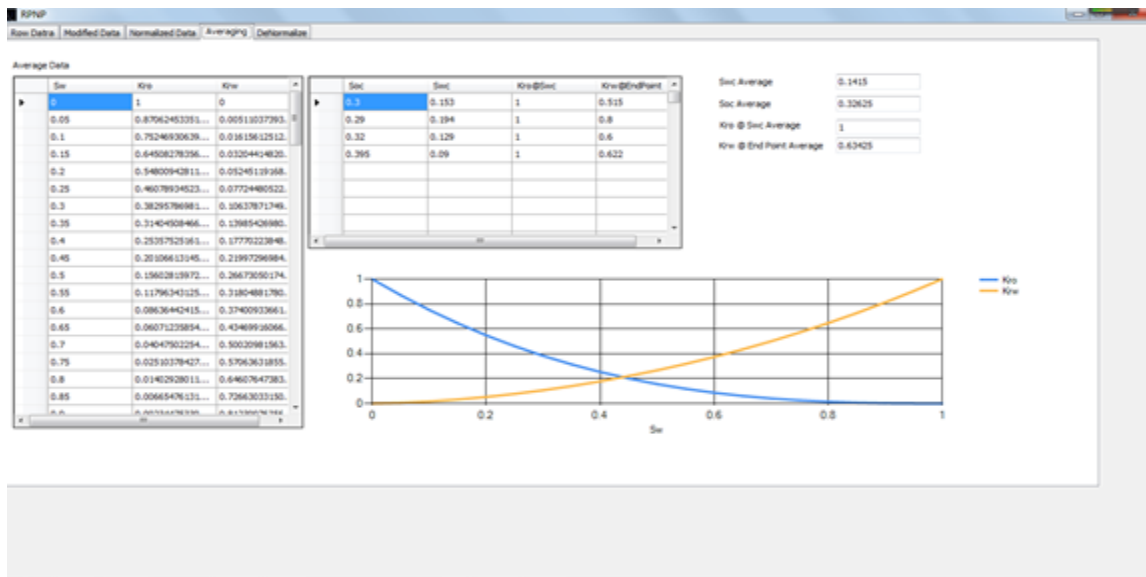 RPNP
Row Datra Modified Data Normalized Data Averaging DeNormalize
Average Data
Sw Kro Krw
0 1 0
0.05 0.87062453351... 0.00511037393.
0.1 0.75246930639... 0.01615612512.
0.15 0.64508278356... 0.03204414820.
0.2 0.54800942811... 0.05245119168.
0.25 0.46078934523... 0.07724480522.
0.3 0.38295786981... 0.10637871749.
0.35 0.31404508466... 0.13985426980.
0.4 0.25357525161... 0.17770223848.
0.45 0.20106613145... 0.21997296984.
0.5 0.15602815972... 0.26673050174.
0.55 0.11796343125... 0.31804881780.
0.6 0.08636442415... 0.37400933661.
0.65 0.06071235854... 0.43469916066.
0.7 0.04047502254... 0.50020981563.
0.75 0.02510378427... 0.57063631855.
0.8 0.01402928011... 0.64607647383.
0.85 0.00665476131... 0.72663033150.
Soc Swc Kro@Swc Krw@EndPoint
0.3 0.153 1 0.515
0.29 0.194 1 0.8
0.32 0.129 1 0.6
0.395 0.09 1 0.622
Swc Average 0.1415
Soc Average 0.32625
Kro @ Swc Average 1
Krw @ End Point Average 0.63425
1
0.8
0.6
0.4
0.2
0
0 0.2 0.4 0.6 0.8 1
Sw
Kro
Krw